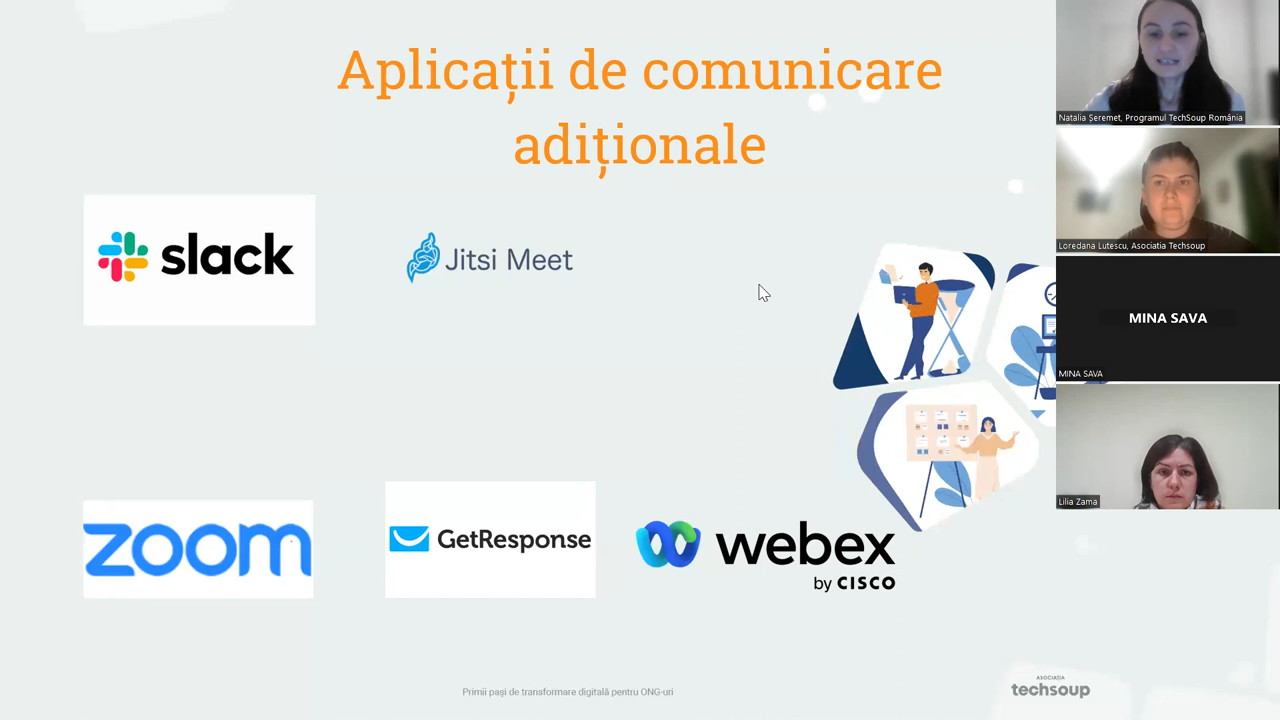 Aplicații de comunicare
adiționale
slack
Jitsi Meet
zoom
GetResponse
webex
by CISCO
Primii pași de transformare digitală pentru ONG-uri
ASOCIAȚIA
techsoup
Natalia Șeremet, Programul TechSoup România
Loredana Lutescu, Asociatia Techsoup
MINA SAVA
MINA SAVA
Lilia Zama